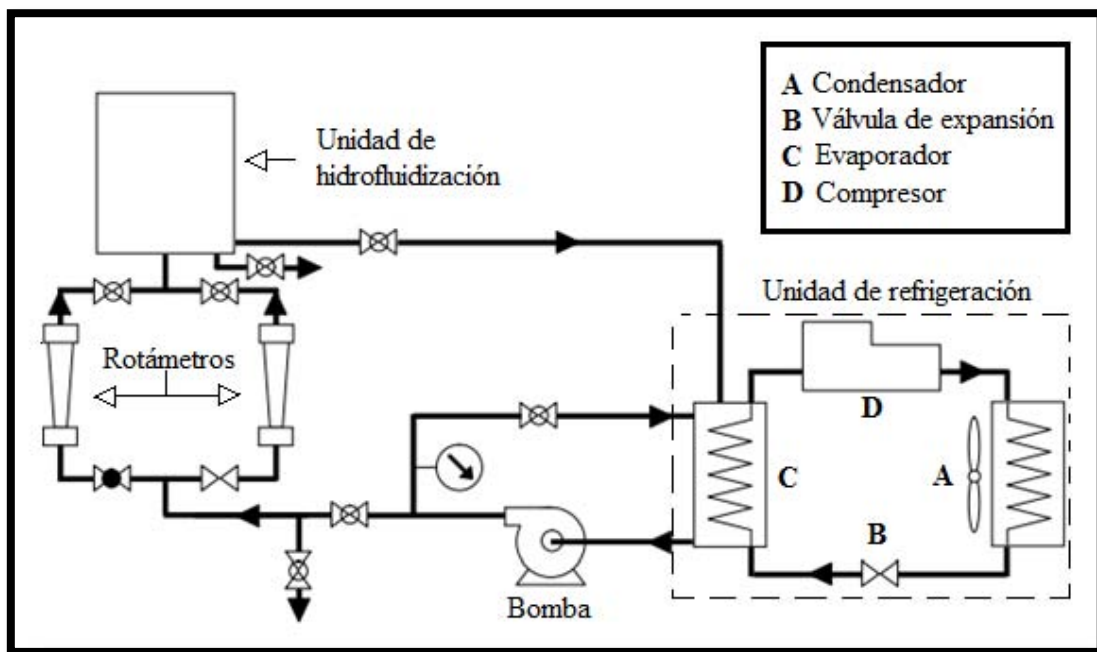 A Condensador
B Válvula de expansión
C Evaporador
D Compresor
Unidad de
hidrofluidización
Unidad de refrigeración
Rotámetros
D
C
A
B
Bomba